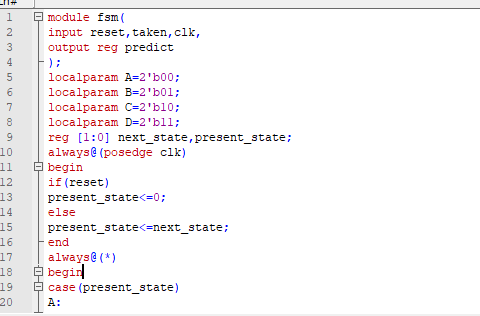 Ln#
1 module fsm(
2 input reset,taken,clk,
3 output reg predict
4 );
5 localparam A=2'b00;
6 localparam B=2'b01;
7 localparam C=2'b10;
8 localparam D=2'b11;
9 reg [1:0] next_state,present_state;
10 always@(posedge clk)
11 begin
12 if(reset)
13 present_state<=0;
14 else
15 present_state<=next_state;
16 end
17 always@(*)
18 begin
19 case(present_state)
20 A: